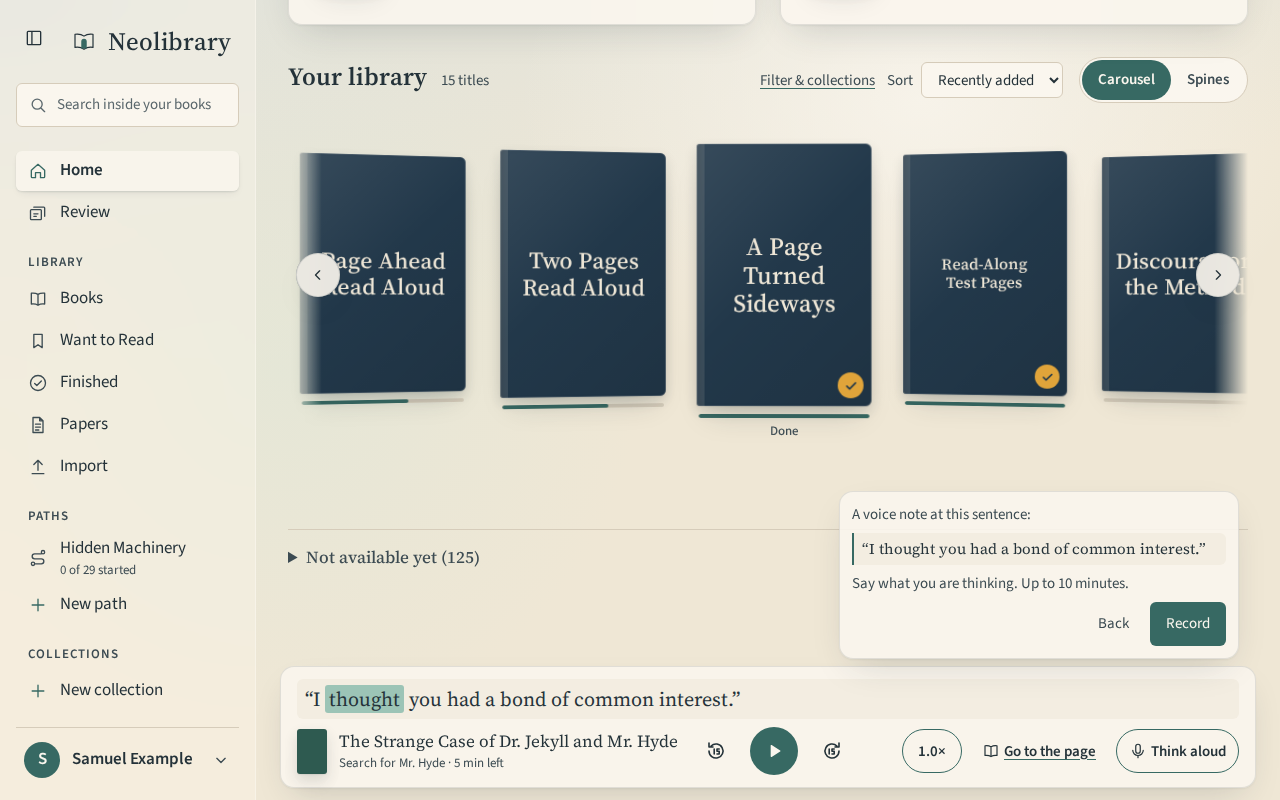 Neolibrary
Search inside your books
Home
Review
LIBRARY
Books
Want to Read
Finished
Papers
Import
PATHS
Hidden Machinery
0 of 29 started
New path
COLLECTIONS
New collection
S
Samuel Example
Your library
15 titles
Filter & collections
Sort
Recently added
Carousel
Spines
Page Ahead
Read Aloud
Two Pages
Read Aloud
A Page
Turned
Sideways
Done
Read-Along
Test Pages
the
Not available yet (125)
A voice note at this sentence:
“I thought you had a bond of common interest.”
Say what you are thinking. Up to 10 minutes.
Back
Record
“I thought you had a bond of common interest.”
The Strange Case of Dr. Jekyll and Mr. Hyde
Search for Mr. Hyde · 5 min left
15
15
1.0×
Go to the page
Think aloud